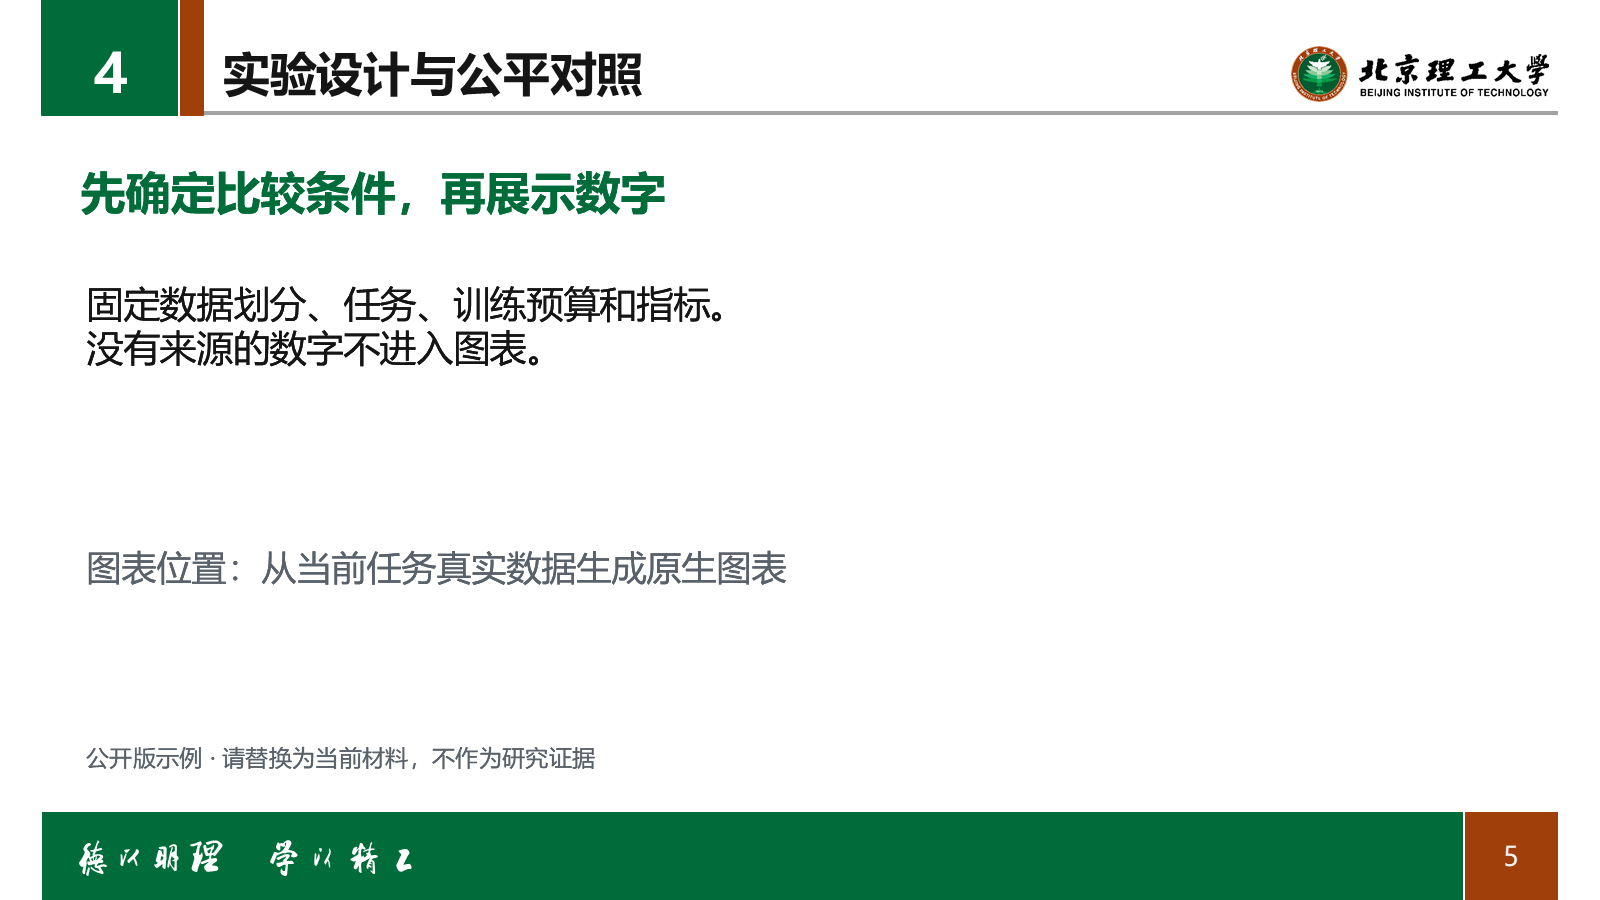 4
实验设计与公平对照
北京理工大学
BEIJING INSTITUTE OF TECHNOLOGY
先确定比较条件，再展示数字
固定数据划分、任务、训练预算和指标。
没有来源的数字不进入图表。
图表位置：从当前任务真实数据生成原生图表
公开版示例 · 请替换为当前材料，不作为研究证据
德以明理 学以精工
5